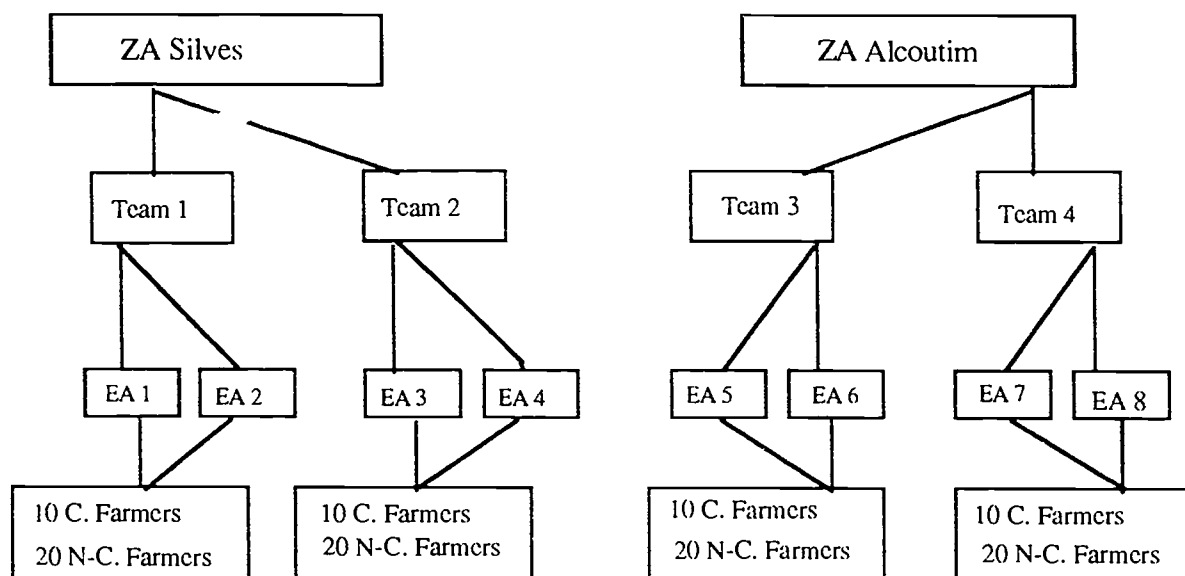 ZA Silves
ZA Alcoutim
Team 1
Team 2
Team 3
Team 4
EA 1
EA 2
EA 3
EA 4
EA 5
EA 6
EA 7
EA 8
10 C. Farmers
20 N-C. Farmers
10 C. Farmers
20 N-C. Farmers
10 C. Farmers
20 N-C. Farmers
10 C. Farmers
20 N-C. Farmers